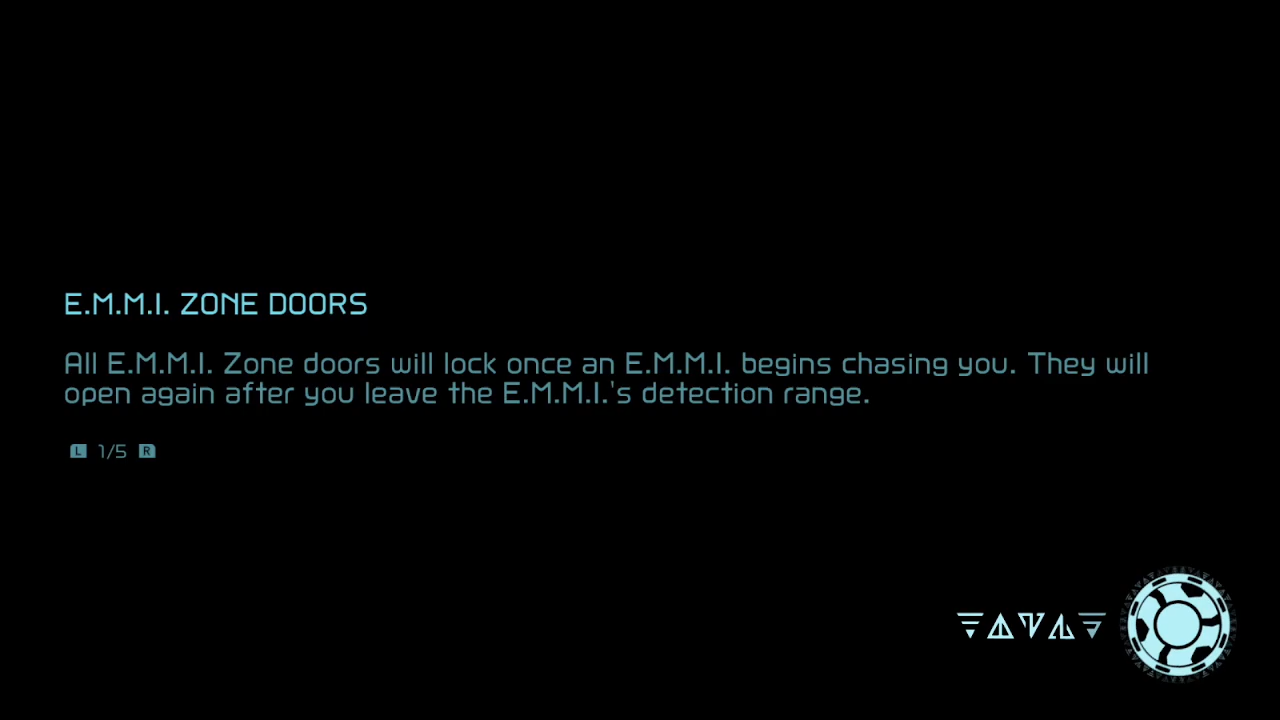 E.M.M.I. ZONE DOORS
All E.M.M.I. Zone doors will lock once an E.M.M.I. begins chasing you. They will
open again after you leave the E.M.M.I.'s detection range.
L 1/5 R